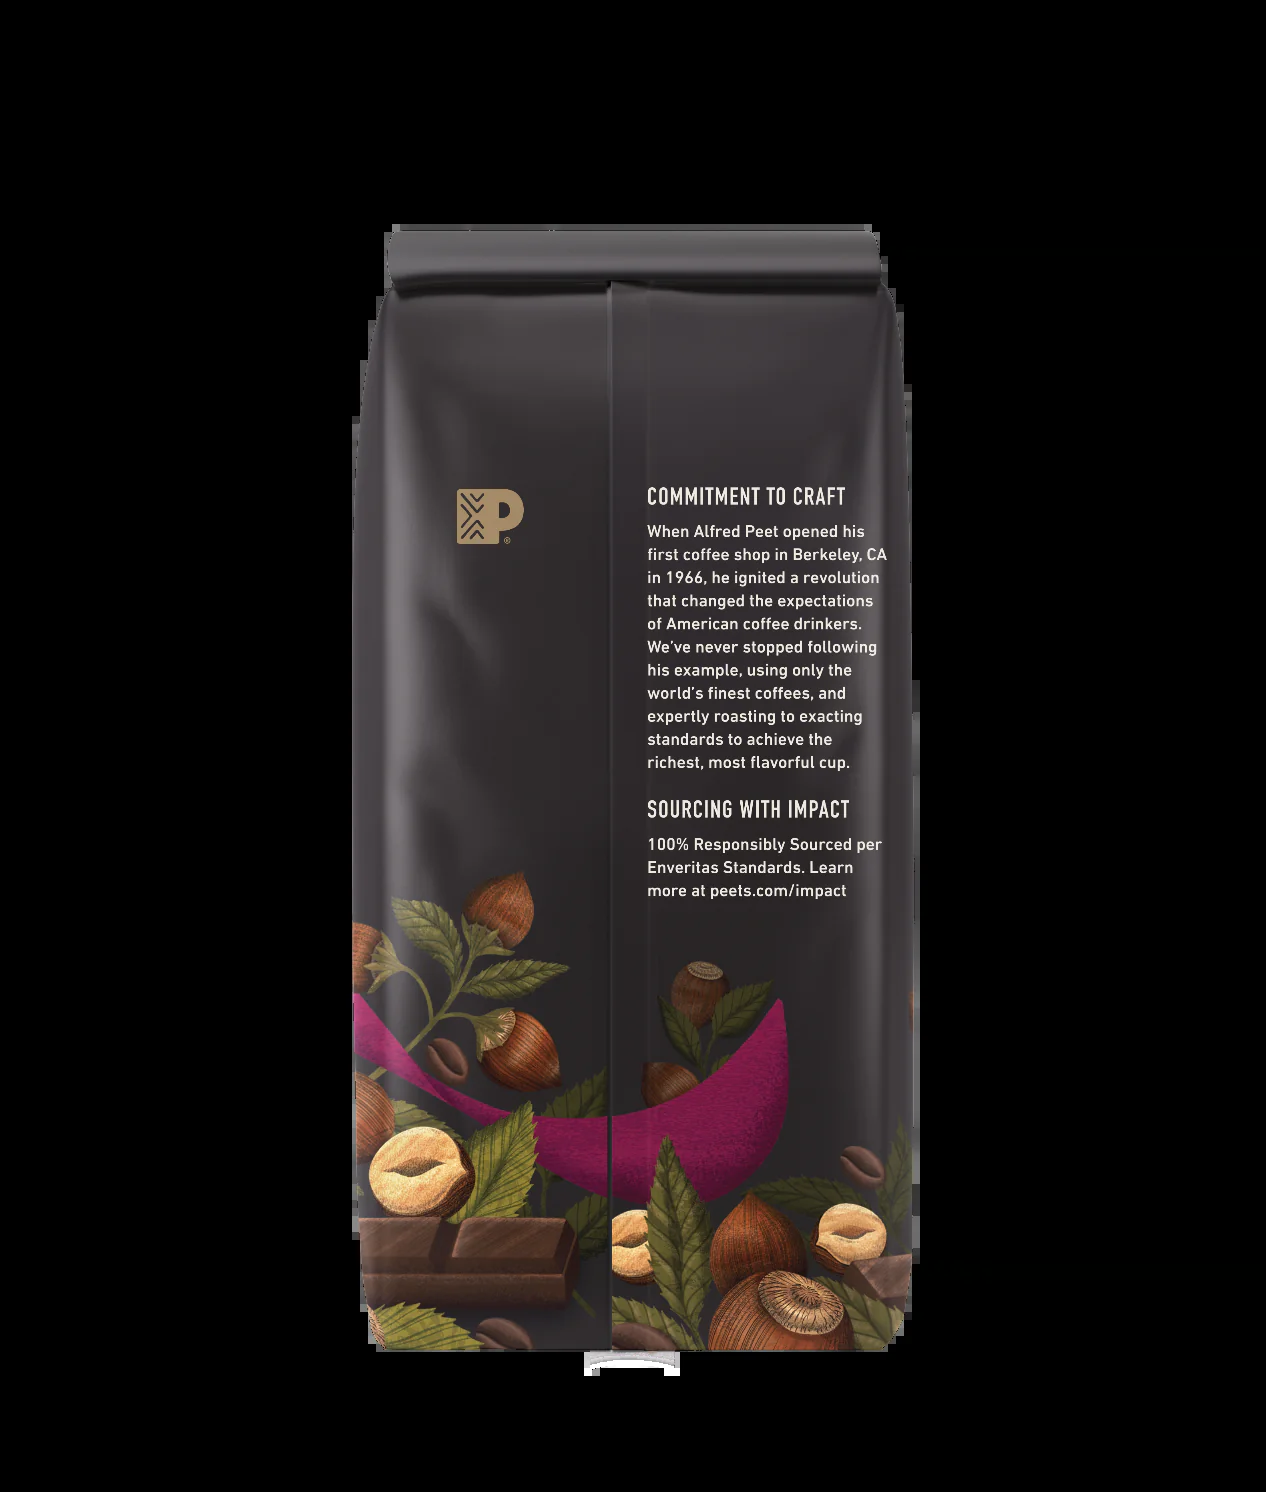 P
®
COMMITMENT TO CRAFT
When Alfred Peet opened his
first coffee shop in Berkeley, CA
in 1966, he ignited a revolution
that changed the expectations
of American coffee drinkers.
We've never stopped following
his example, using only the
world's finest coffees, and
expertly roasting to exacting
standards to achieve the
richest, most flavorful cup.
SOURCING WITH IMPACT
100% Responsibly Sourced per
Enveritas Standards. Learn
more at peets.com/impact